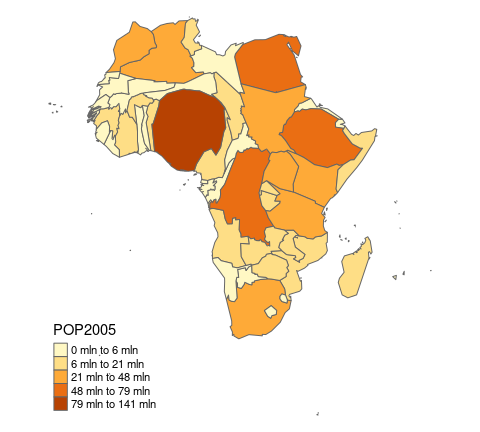 POP2005
0 mln to 6 mln
6 mln to 21 mln
21 mln to 48 mln
48 mln to 79 mln
79 mln to 141 mln